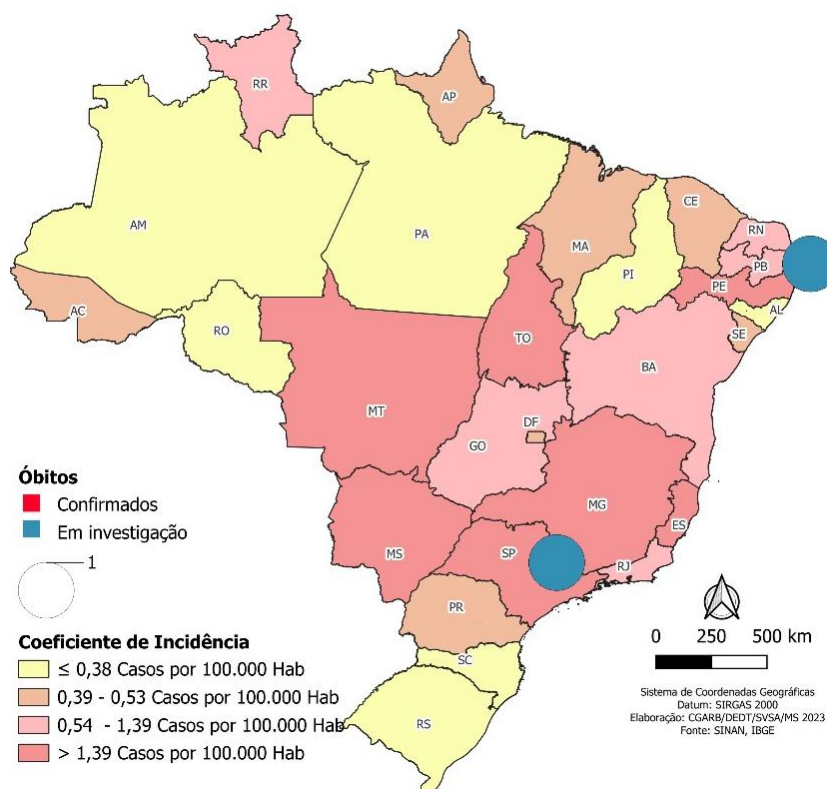 RR
AP
AM
PA
CE
MA
RN
PI
PB
PE
AC
AL
RO
TO
SE
BA
MT
DF
GO
MG
ES
MS
SP
RJ
PR
SC
RS
Óbitos
Confirmados
Em investigação
1
Coeficiente de Incidência
≤ 0,38 Casos por 100.000 Hab
0,39 - 0,53 Casos por 100.000 Hab
0,54 - 1,39 Casos por 100.000 Hab
> 1,39 Casos por 100.000 Hab
0 250 500 km
Sistema de Coordenadas Geográficas
Datum: SIRGAS 2000
Elaboração: CGARB/DEDT/SVSA/MS 2023
Fonte: SINAN, IBGE